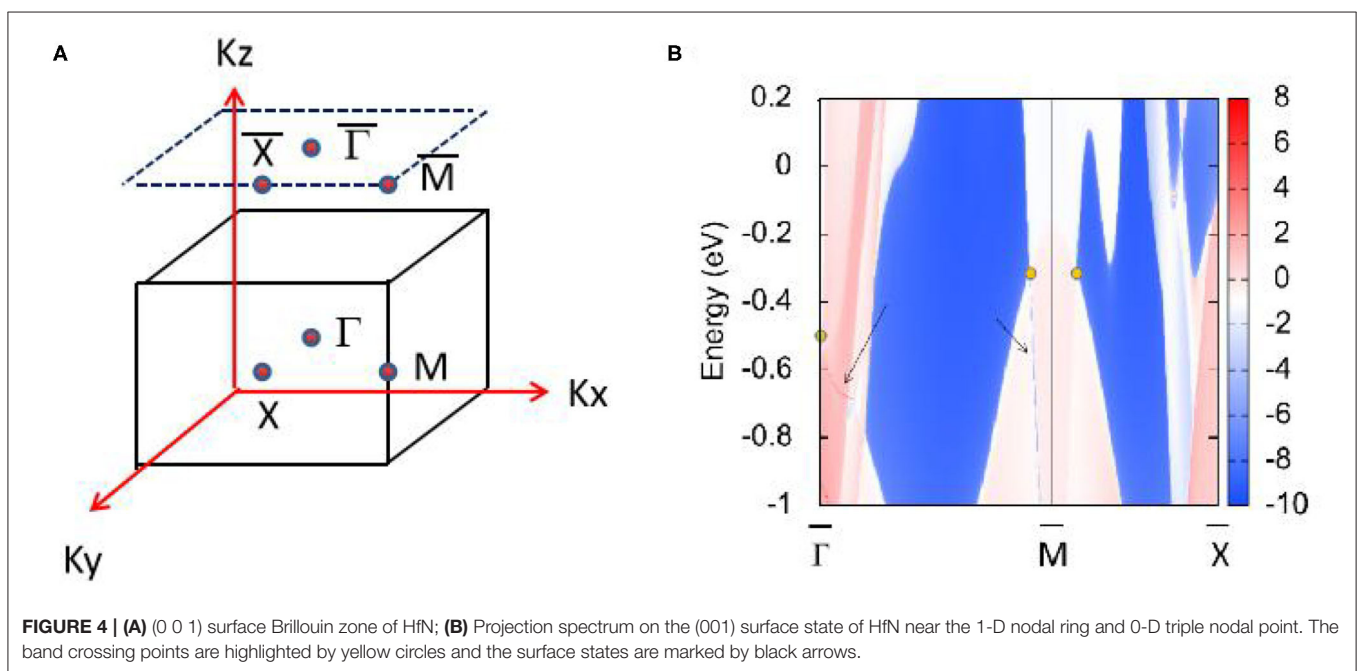 A
Kz
X̅
Γ̅
M̅
Γ
M
X
Kx
Ky
B
Energy (eV)
0.2
0
-0.2
-0.4
-0.6
-0.8
-1
Γ̅
M̅
X̅
8
6
4
2
0
-2
-4
-6
-8
-10
FIGURE 4 | (A) (0 0 1) surface Brillouin zone of HfN; (B) Projection spectrum on the (001) surface state of HfN near the 1-D nodal ring and 0-D triple nodal point. The
band crossing points are highlighted by yellow circles and the surface states are marked by black arrows.